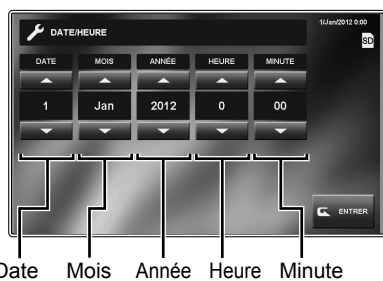 DATE/HEURE
1/Jan/2012 0:00
SD
DATE MOIS ANNÉE HEURE MINUTE
1 Jan 2012 0 00
ENTRER
Date Mois Année Heure Minute